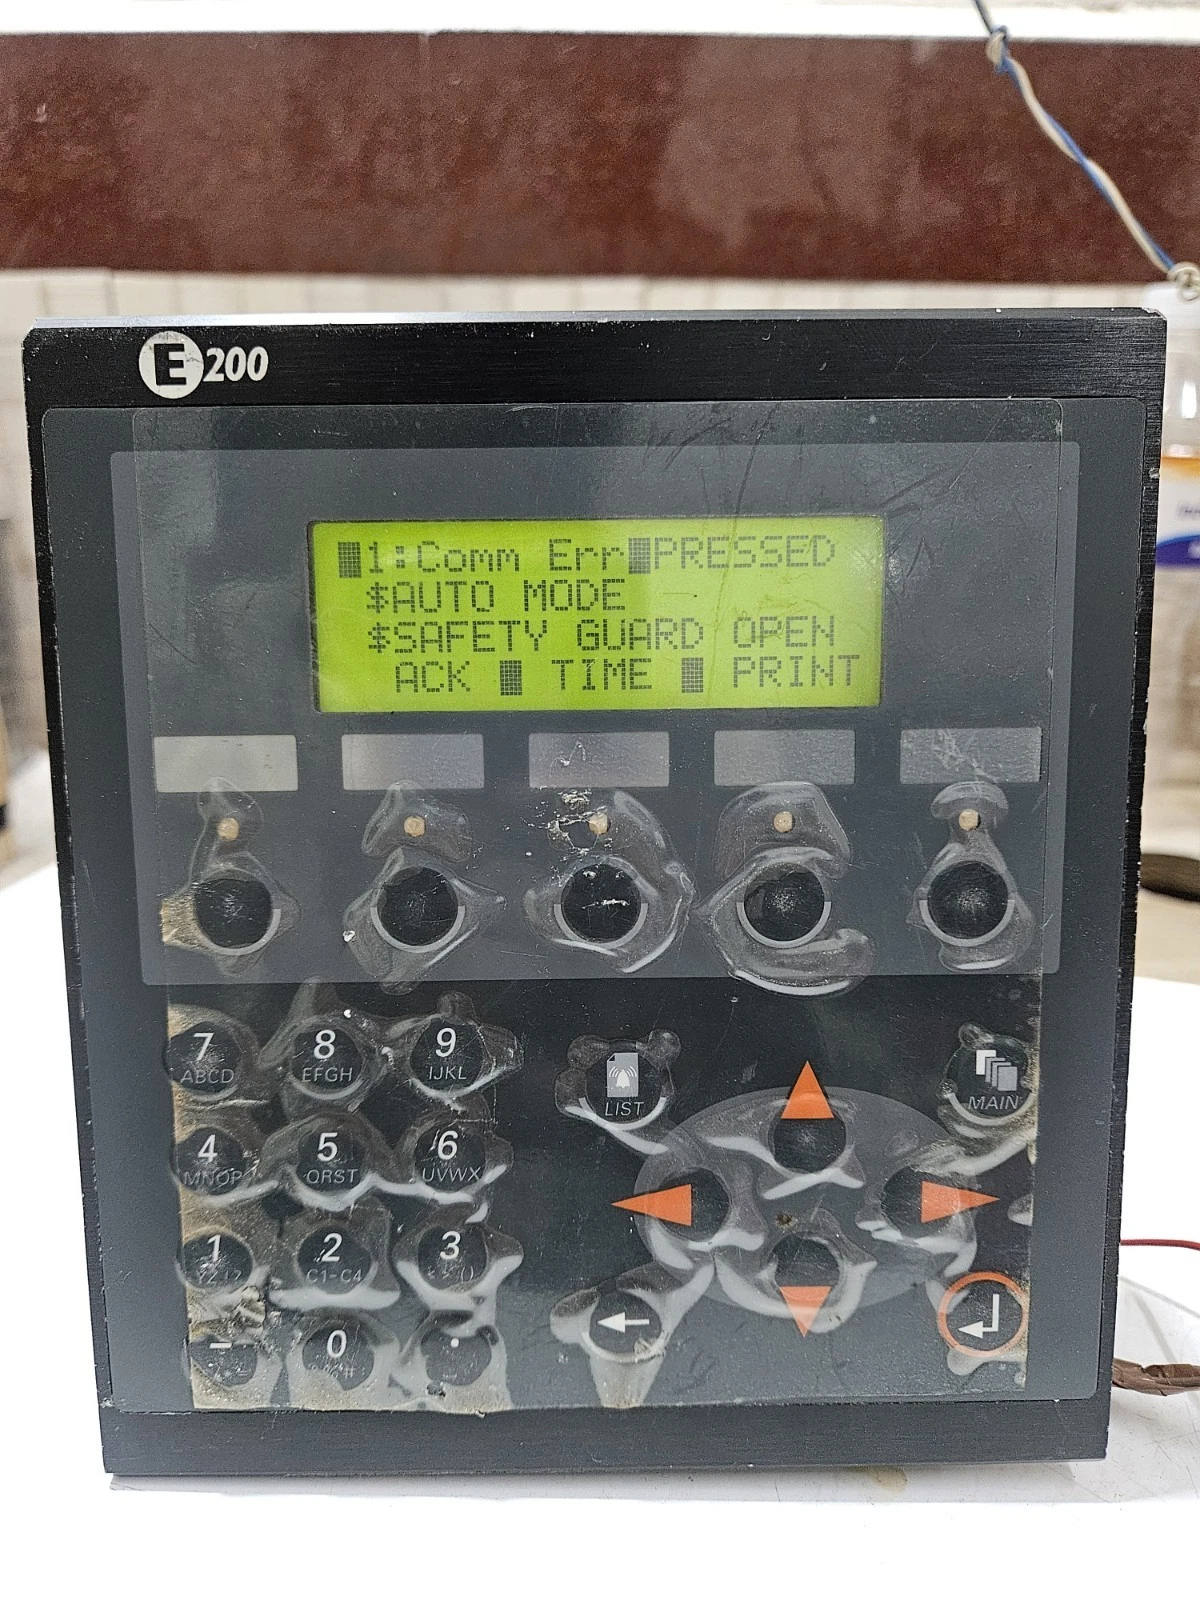 E200
1:Comm Err PRESSED
$AUTO MODE
$SAFETY GUARD OPEN
ACK TIME PRINT
7 8 9
ABCD EFGH IJKL
LIST MAIN
4 5 6
MNOP QRST UVWX
1 2 3
YZ!? C1-C4 ()
- 0 .